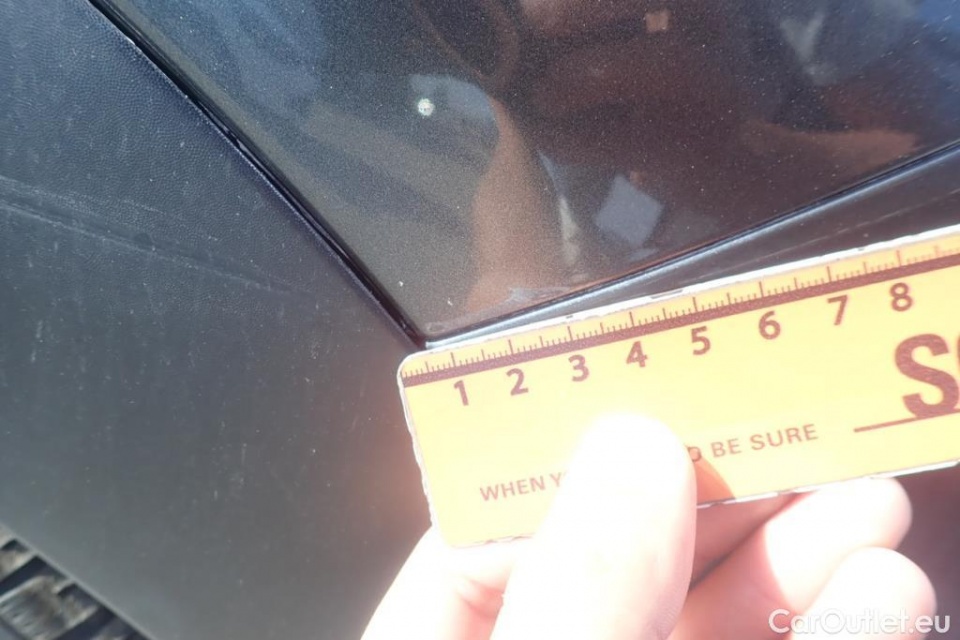 1 2 3 4 5 6 7 8
WHEN
BE SURE
CarOutlet.eu